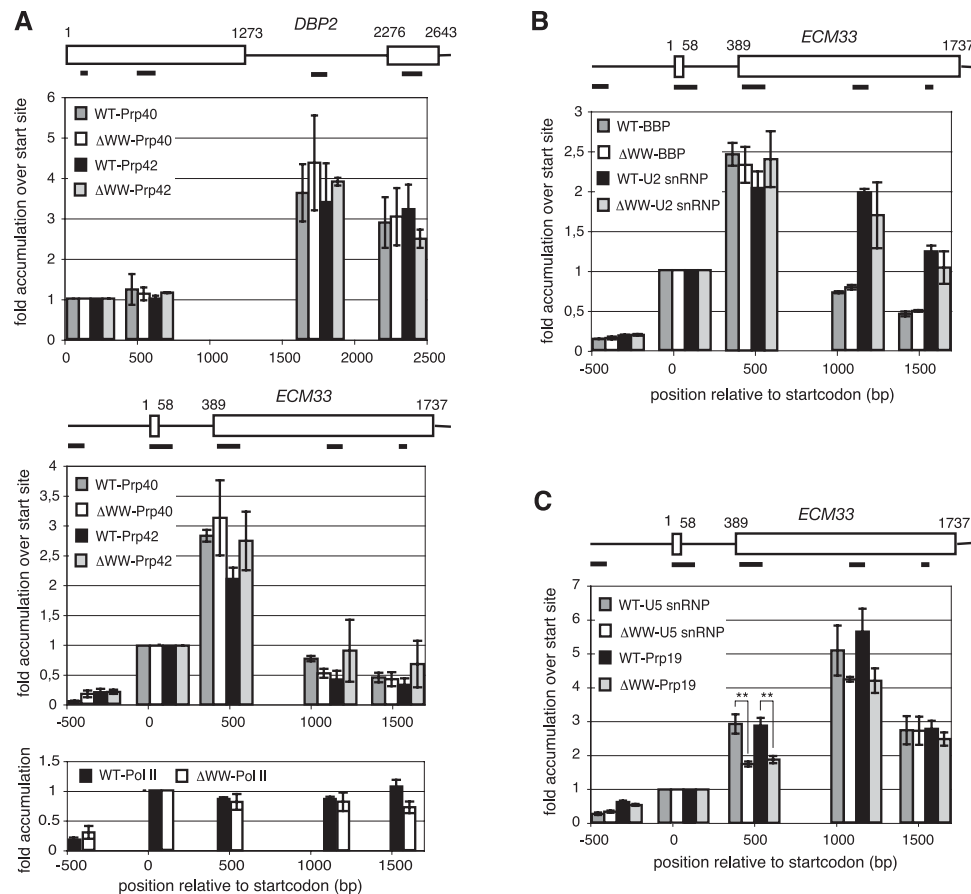 A
DBP2
1 1273 2276 2643
fold accumulation over start site
6
5
4
3
2
1
0
WT-Prp40
ΔWW-Prp40
WT-Prp42
ΔWW-Prp42
0 500 1000 1500 2000 2500
ECM33
1 58 389 1737
fold accumulation over start site
4
3,5
3
2,5
2
1,5
1
0,5
0
WT-Prp40
ΔWW-Prp40
WT-Prp42
ΔWW-Prp42
-500 0 500 1000 1500
fold accumulation
1.5
1
0.5
0
WT-Pol II ΔWW-Pol II
-500 0 500 1000 1500
position relative to startcodon (bp)
B
ECM33
1 58 389 1737
fold accumulation over start site
3
2,5
2
1,5
1
0,5
0
WT-BBP
ΔWW-BBP
WT-U2 snRNP
ΔWW-U2 snRNP
-500 0 500 1000 1500
position relative to startcodon (bp)
C
ECM33
1 58 389 1737
fold accumulation over start site
7
6
5
4
3
2
1
0
WT-U5 snRNP
ΔWW-U5 snRNP
WT-Prp19
ΔWW-Prp19
** **
-500 0 500 1000 1500
position relative to startcodon (bp)